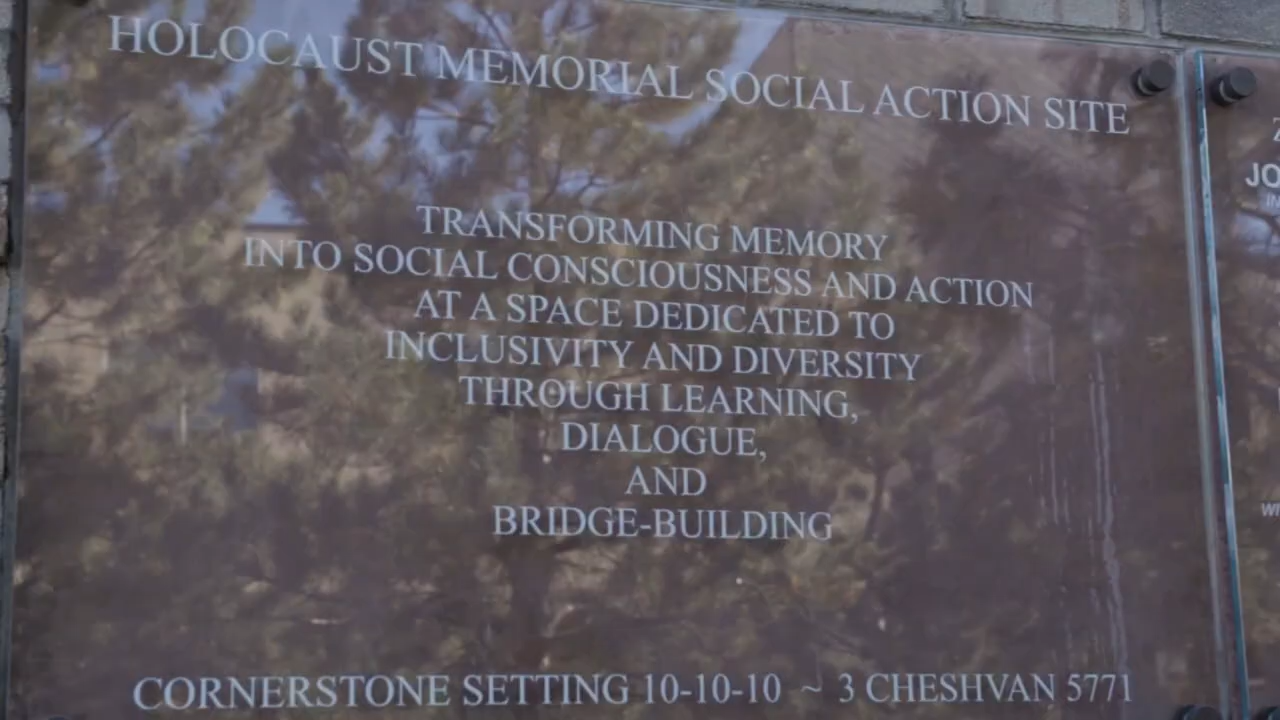 HOLOCAUST MEMORIAL SOCIAL ACTION SITE
TRANSFORMING MEMORY
INTO SOCIAL CONSCIOUSNESS AND ACTION
AT A SPACE DEDICATED TO
INCLUSIVITY AND DIVERSITY
THROUGH LEARNING,
DIALOGUE,
AND
BRIDGE-BUILDING
CORNERSTONE SETTING 10-10-10 ~ 3 CHESHVAN 5771